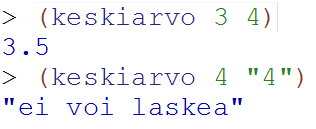 > (keskiarvo 3 4)
3.5
> (keskiarvo 4 "4")
"ei voi laskea"